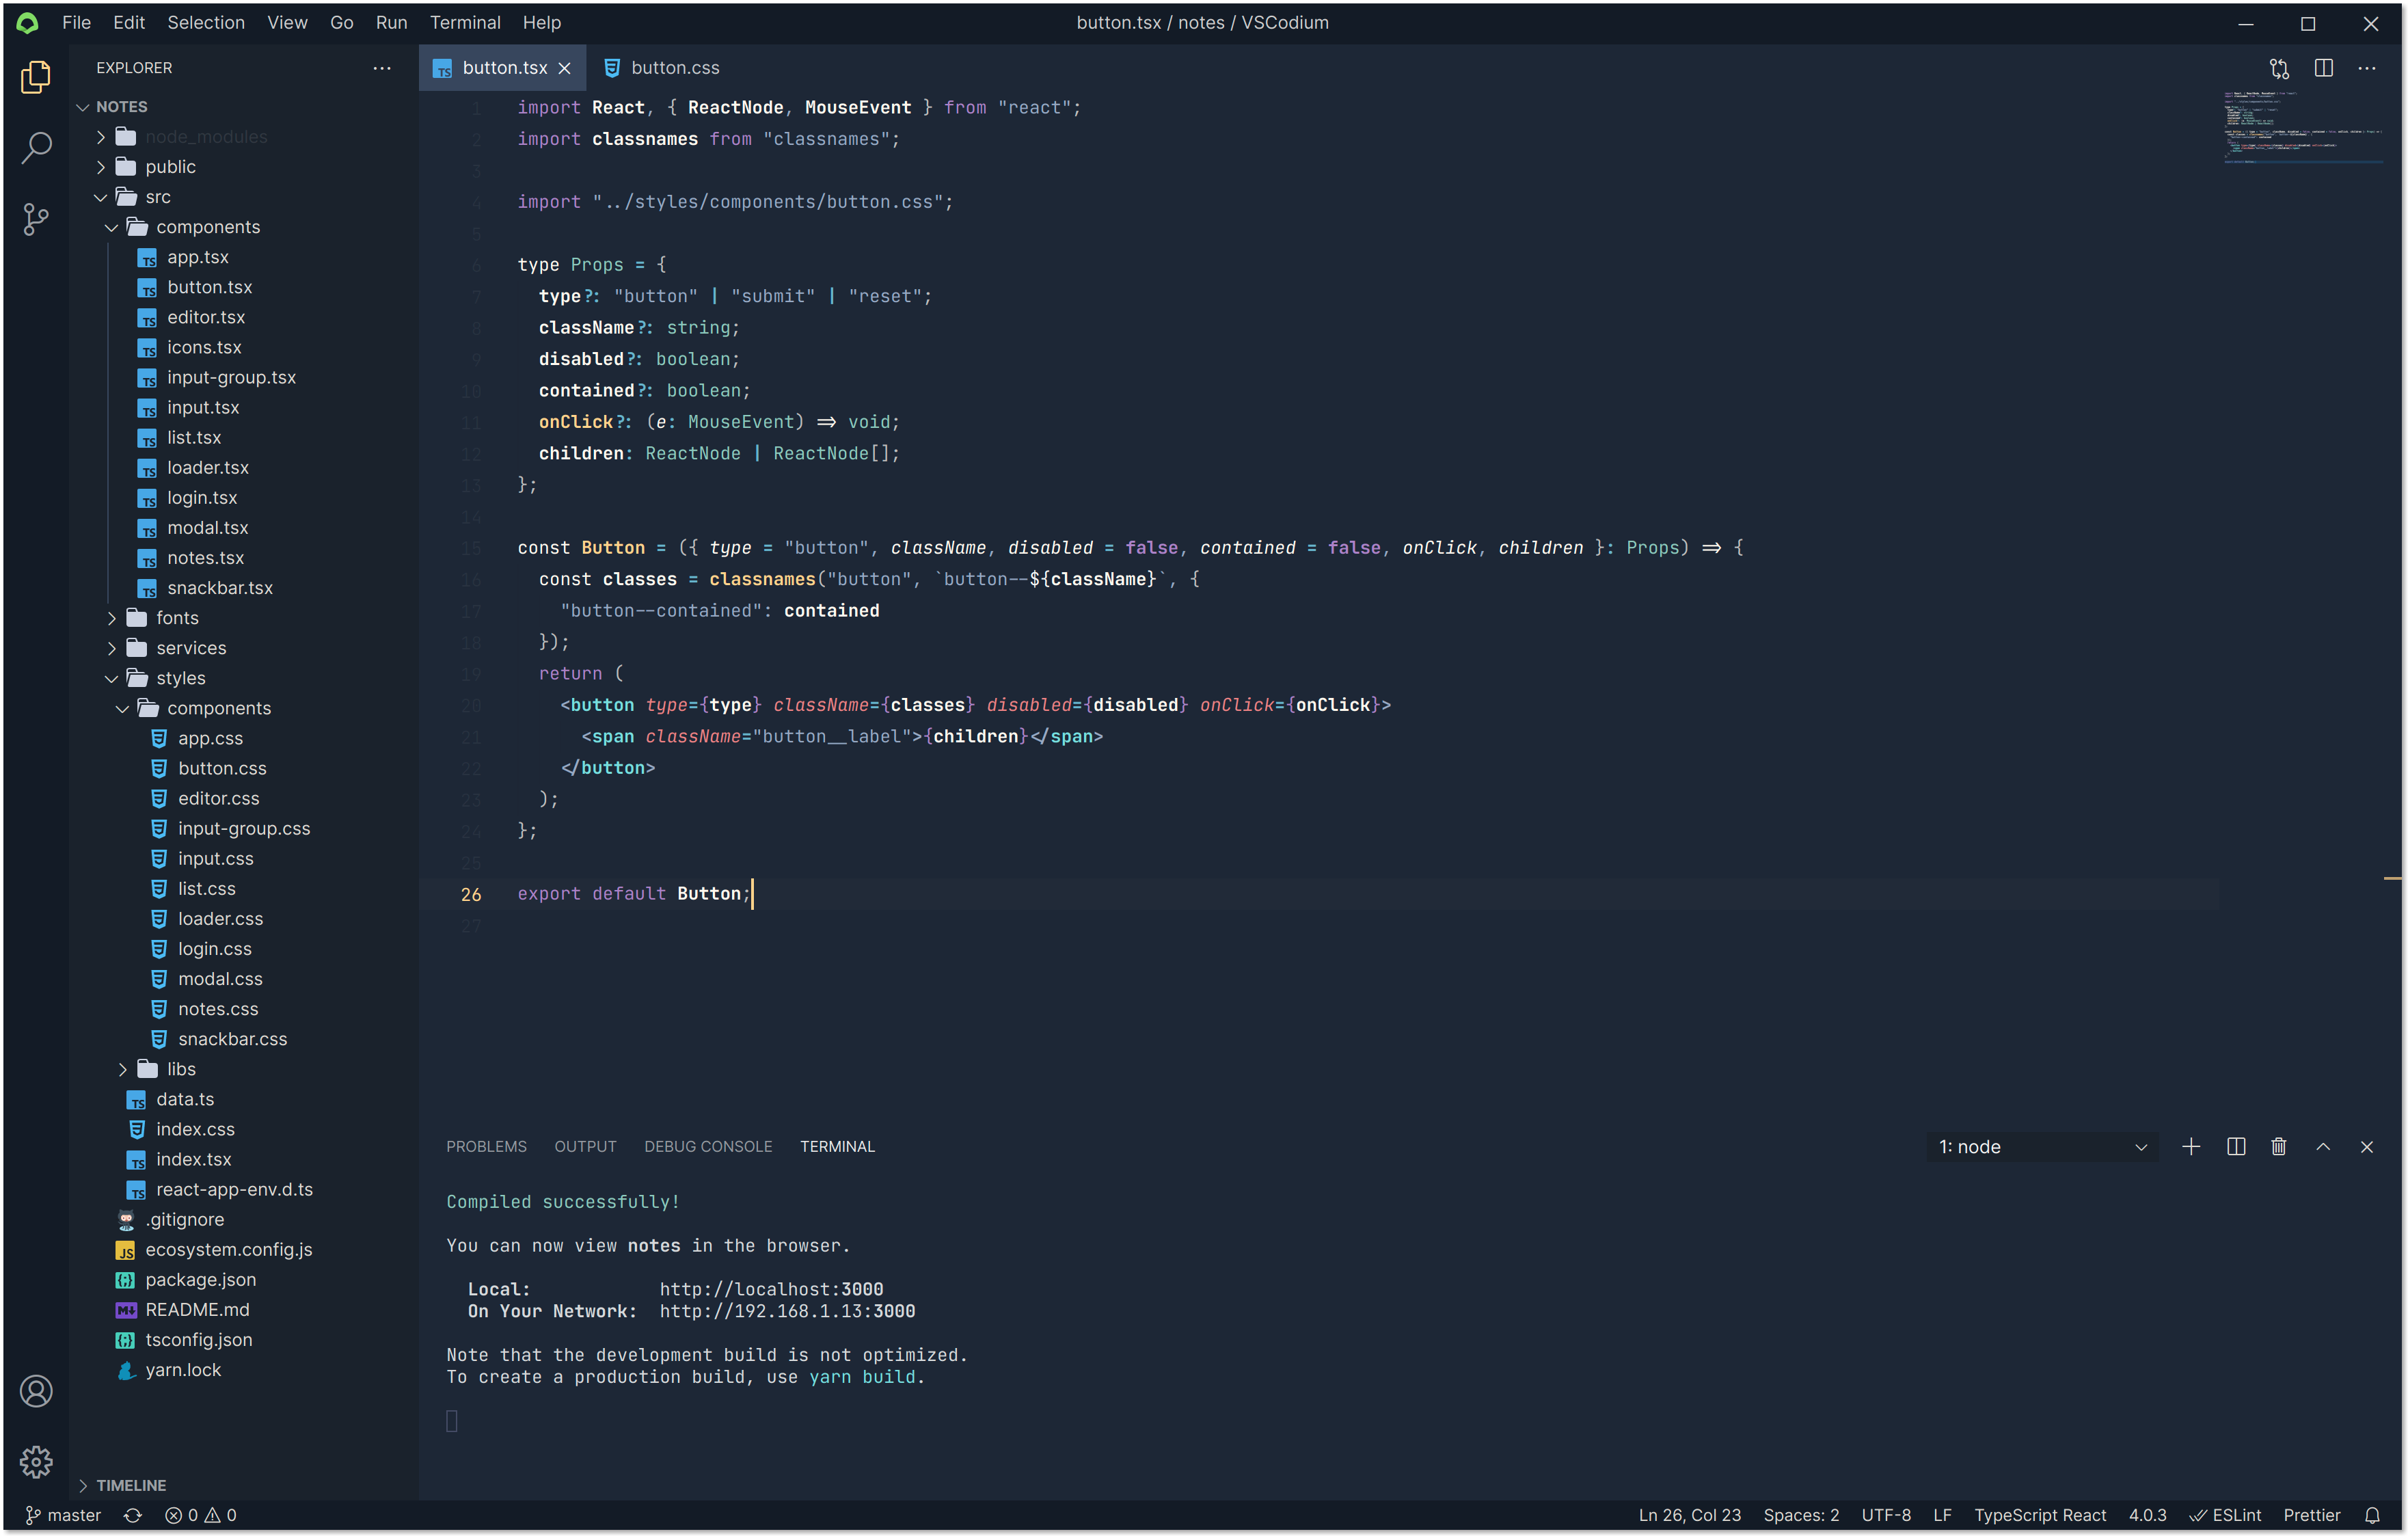 File Edit Selection View Go Run Terminal Help
button.tsx / notes / VSCodium
EXPLORER
NOTES
node_modules
public
src
components
app.tsx
button.tsx
editor.tsx
icons.tsx
input-group.tsx
input.tsx
list.tsx
loader.tsx
login.tsx
modal.tsx
notes.tsx
snackbar.tsx
fonts
services
styles
components
app.css
button.css
editor.css
input-group.css
input.css
list.css
loader.css
login.css
modal.css
notes.css
snackbar.css
libs
data.ts
index.css
index.tsx
react-app-env.d.ts
.gitignore
ecosystem.config.js
package.json
README.md
tsconfig.json
yarn.lock
TIMELINE
button.tsx button.css
1 import React, { ReactNode, MouseEvent } from "react";
2 import classnames from "classnames";
3
4 import "../styles/components/button.css";
5
6 type Props = {
7 type?: "button" | "submit" | "reset";
8 className?: string;
9 disabled?: boolean;
10 contained?: boolean;
11 onClick?: (e: MouseEvent) => void;
12 children: ReactNode | ReactNode[];
13 };
14
15 const Button = ({ type = "button", className, disabled = false, contained = false, onClick, children }: Props) => {
16 const classes = classnames("button", `button--${className}`, {
17 "button--contained": contained
18 });
19 return (
20 <button type={type} className={classes} disabled={disabled} onClick={onClick}>
21 <span className="button__label">{children}</span>
22 </button>
23 );
24 };
25
26 export default Button;
27
PROBLEMS OUTPUT DEBUG CONSOLE TERMINAL
1: node
Compiled successfully!
You can now view notes in the browser.
Local: http://localhost:3000
On Your Network: http://192.168.1.13:3000
Note that the development build is not optimized.
To create a production build, use yarn build.
master 0 0
Ln 26, Col 23 Spaces: 2 UTF-8 LF TypeScript React 4.0.3 ESLint Prettier